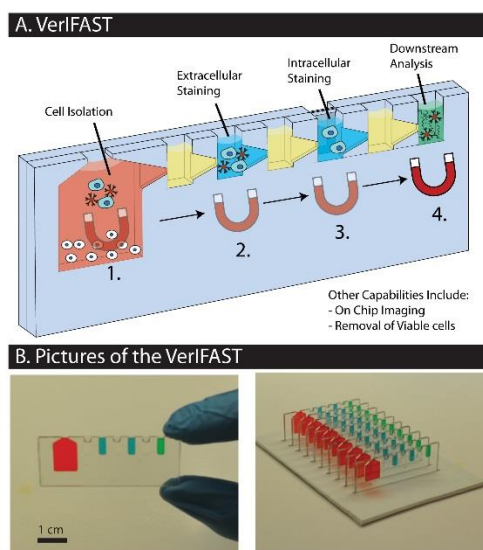 A. VerIFAST
Downstream
Analysis
Intracellular
Staining
Extracellular
Staining
Cell Isolation
1.
2.
3.
4.
Other Capabilities Include:
- On Chip Imaging
- Removal of Viable cells
B. Pictures of the VerIFAST
1 cm